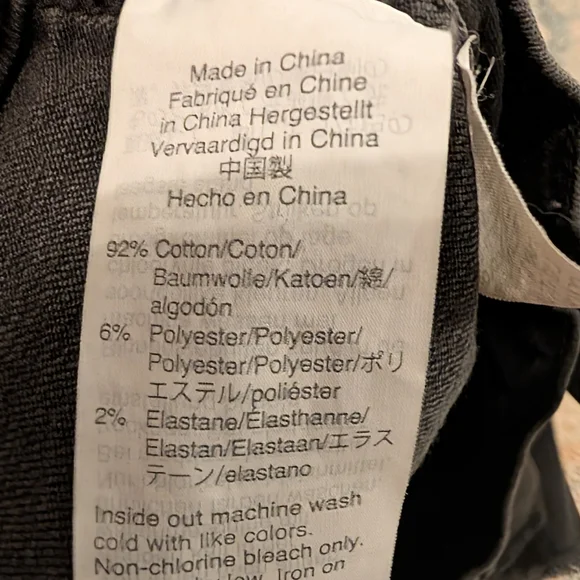 Made in China
Fabriqué en Chine
in China Hergestellt
Vervaardigd in China
中国製
Hecho en China
92% Cotton/Coton/
Baumwolle/Katoen/綿/
algodón
6% Polyester/Polyester/
Polyester/Polyester/ポリ
エステル/poliéster
2% Elastane/Élasthanne/
Elastan/Elastaan/エラス
テーン/elastano
Inside out machine wash
cold with like colors.
Non-chlorine bleach only.
low. Iron on